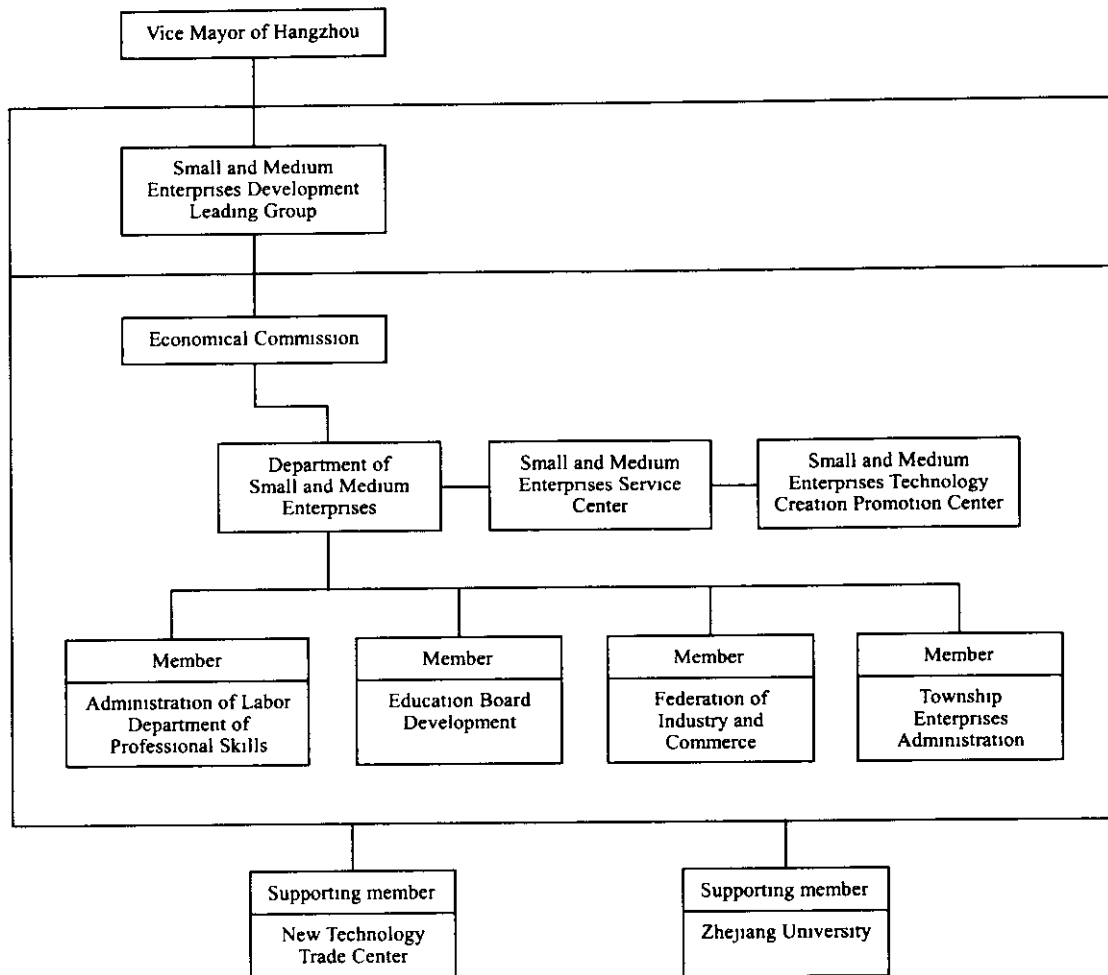 Vice Mayor of Hangzhou
Small and Medium
Enterprises Development
Leading Group
Economical Commission
Department of
Small and Medium
Enterprises
Small and Medium
Enterprises Service
Center
Small and Medium
Enterprises Technology
Creation Promotion Center
Member
Administration of Labor
Department of
Professional Skills
Member
Education Board
Development
Member
Federation of
Industry and
Commerce
Member
Township
Enterprises
Administration
Supporting member
New Technology
Trade Center
Supporting member
Zhejiang University